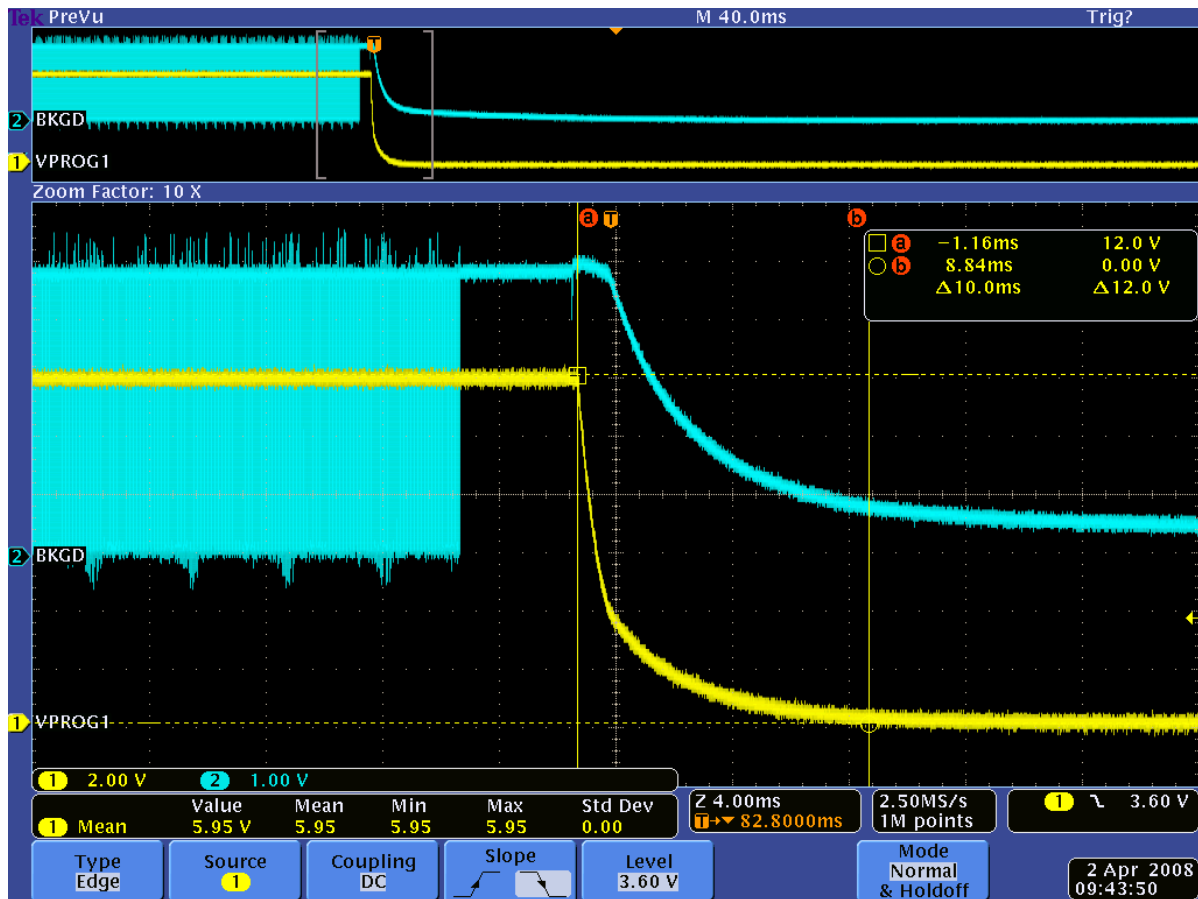 Tek PreVu M 40.0ms Trig?
T
2 BKGD
1 VPROG1
Zoom Factor: 10 X
a T b
a −1.16ms 12.0 V
b 8.84ms 0.00 V
Δ10.0ms Δ12.0 V
2 BKGD
1 VPROG1
1 2.00 V 2 1.00 V
Value Mean Min Max Std Dev
1 Mean 5.95 V 5.95 5.95 5.95 0.00
Z 4.00ms
T→▼ 82.8000ms
2.50MS/s
1M points
1 3.60 V
Type
Edge
Source
1
Coupling
DC
Slope
Level
3.60 V
Mode
Normal
& Holdoff
2 Apr 2008
09:43:50